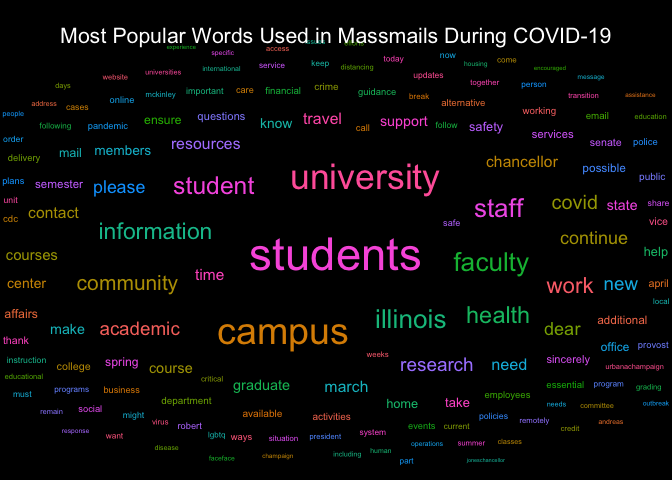 Most Popular Words Used in Massmails During COVID-19
experience specific access issues
website universities international service keep distancing today now housing come encouraged
days mckinley important care financial crime guidance updates together person message
address cases online break alternative transition assistance
people following pandemic ensure questions know travel call support follow safety working email education
order mail members resources services senate police
delivery chancellor possible
plans semester please student university public
unit contact staff covid state share
cdc information safe vice
courses students continue help
center community time faculty work new april
local
affairs make academic campus illinois health dear additional
thank weeks office provost
instruction college spring course research need sincerely urbanachampaign
educational critical
must programs business graduate march employees essential program grading
remain social department available activities home take policies needs committee outbreak
might virus robert events current remotely credit andreas
response want lgbtq ways situation president system operations summer classes
disease faceface champaign including human part joneschancellor